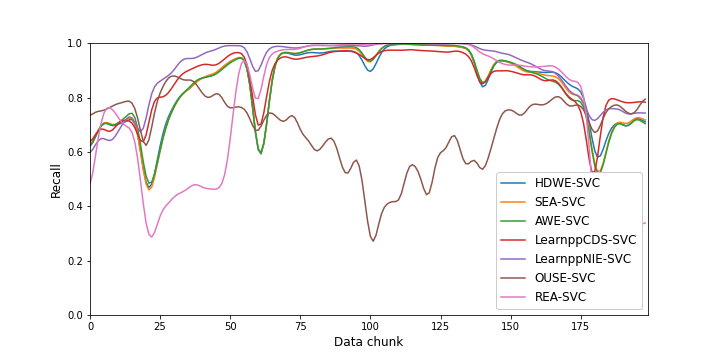 1.0
0.8
0.6
0.4
0.2
0.0
Recall
HDWE-SVC
SEA-SVC
AWE-SVC
LearnppCDS-SVC
LearnppNIE-SVC
OUSE-SVC
REA-SVC
0 25 50 75 100 125 150 175
Data chunk